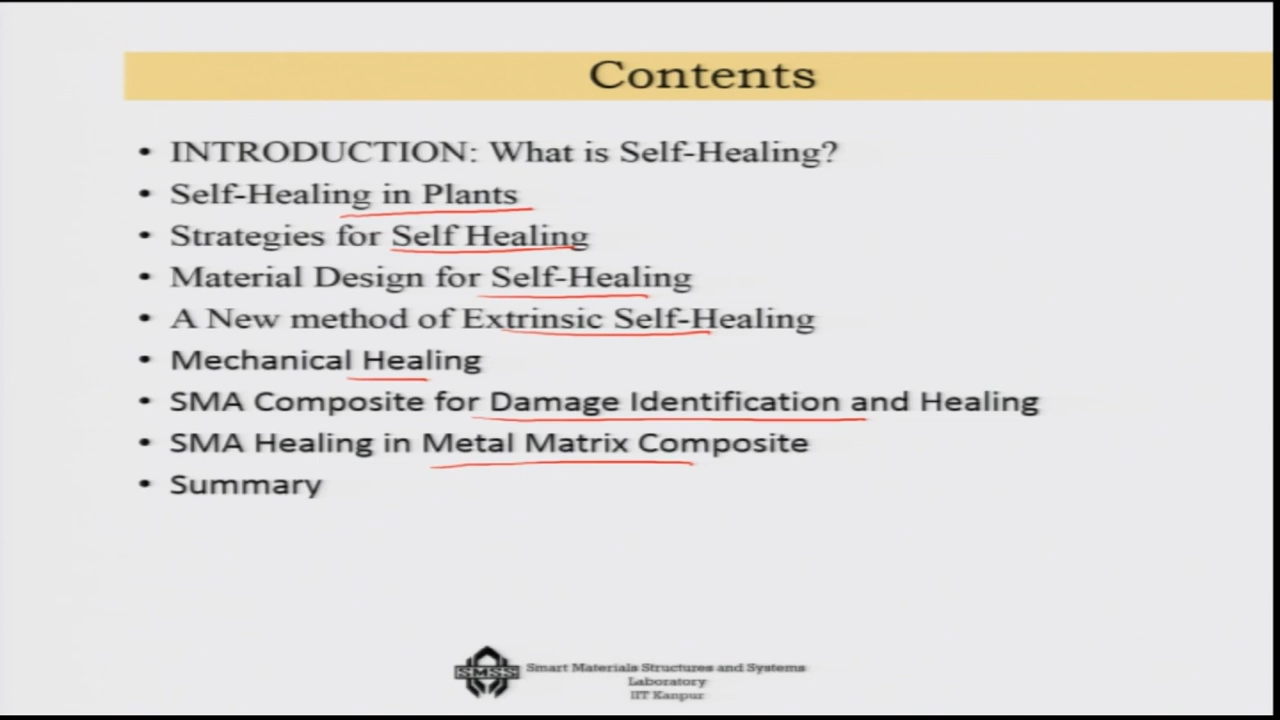 Contents
• INTRODUCTION: What is Self-Healing?
• Self-Healing in Plants
• Strategies for Self Healing
• Material Design for Self-Healing
• A New method of Extrinsic Self-Healing
• Mechanical Healing
• SMA Composite for Damage Identification and Healing
• SMA Healing in Metal Matrix Composite
• Summary
SMSS
Smart Materials Structures and Systems
Laboratory
IIT Kanpur